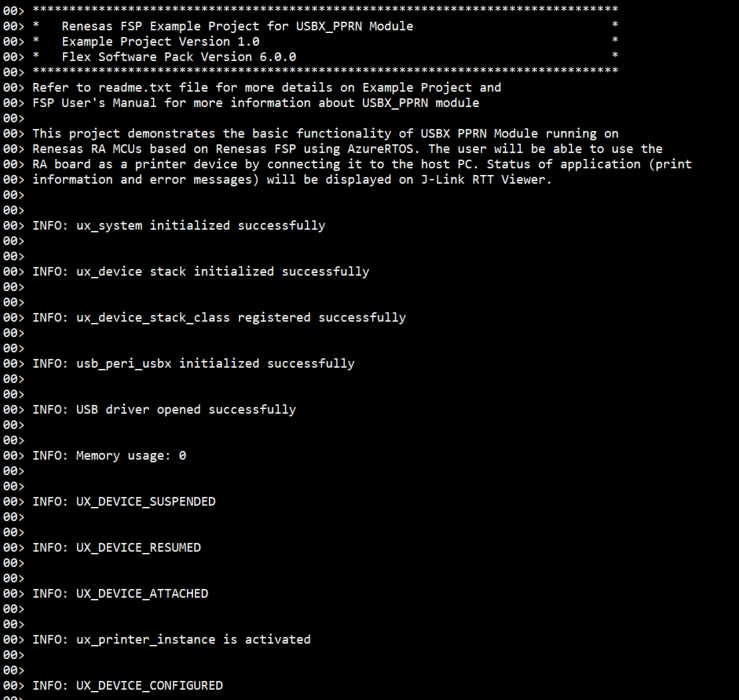 00> ********************************************************************************
00> *   Renesas FSP Example Project for USBX_PPRN Module                           *
00> *   Example Project Version 1.0                                                *
00> *   Flex Software Pack Version 6.0.0                                           *
00> ********************************************************************************
00> Refer to readme.txt file for more details on Example Project and
00> FSP User's Manual for more information about USBX_PPRN module
00>
00> This project demonstrates the basic functionality of USBX PPRN Module running on
00> Renesas RA MCUs based on Renesas FSP using AzureRTOS. The user will be able to use the
00> RA board as a printer device by connecting it to the host PC. Status of application (print
00> information and error messages) will be displayed on J-Link RTT Viewer.
00>
00>
00> INFO: ux_system initialized successfully
00>
00>
00> INFO: ux_device stack initialized successfully
00>
00>
00> INFO: ux_device_stack_class registered successfully
00>
00>
00> INFO: usb_peri_usbx initialized successfully
00>
00>
00> INFO: USB driver opened successfully
00>
00>
00> INFO: Memory usage: 0
00>
00>
00> INFO: UX_DEVICE_SUSPENDED
00>
00>
00> INFO: UX_DEVICE_RESUMED
00>
00>
00> INFO: UX_DEVICE_ATTACHED
00>
00>
00> INFO: ux_printer_instance is activated
00>
00>
00> INFO: UX_DEVICE_CONFIGURED
00>